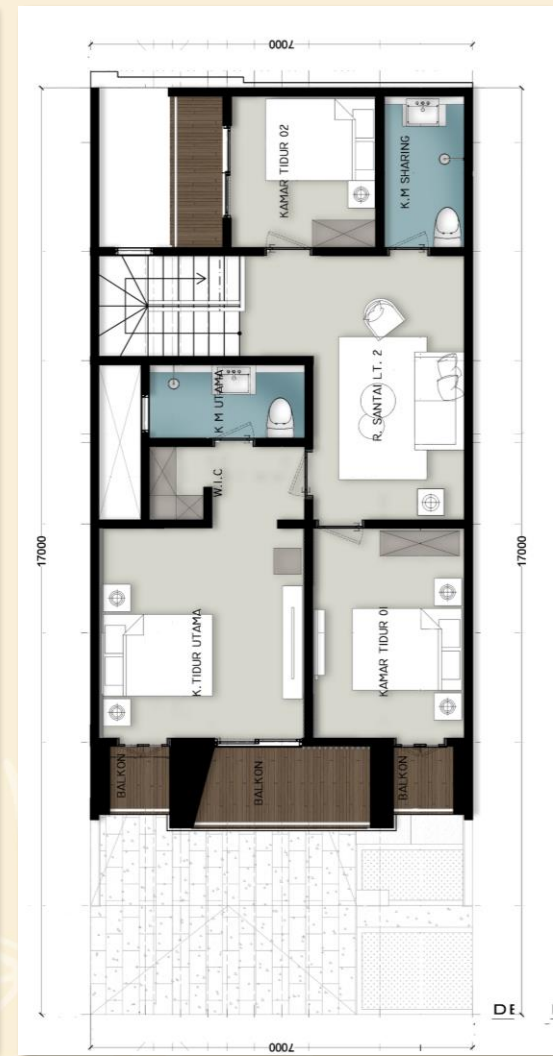 7000
KAMAR TIDUR 02
K.M SHARING
R. SANTAI LT. 2
K M UTAMA
W.I.C
17000
17000
K.TIDUR UTAMA
KAMAR TIDUR 01
BALKON
BALKON
BALKON
DE
7000